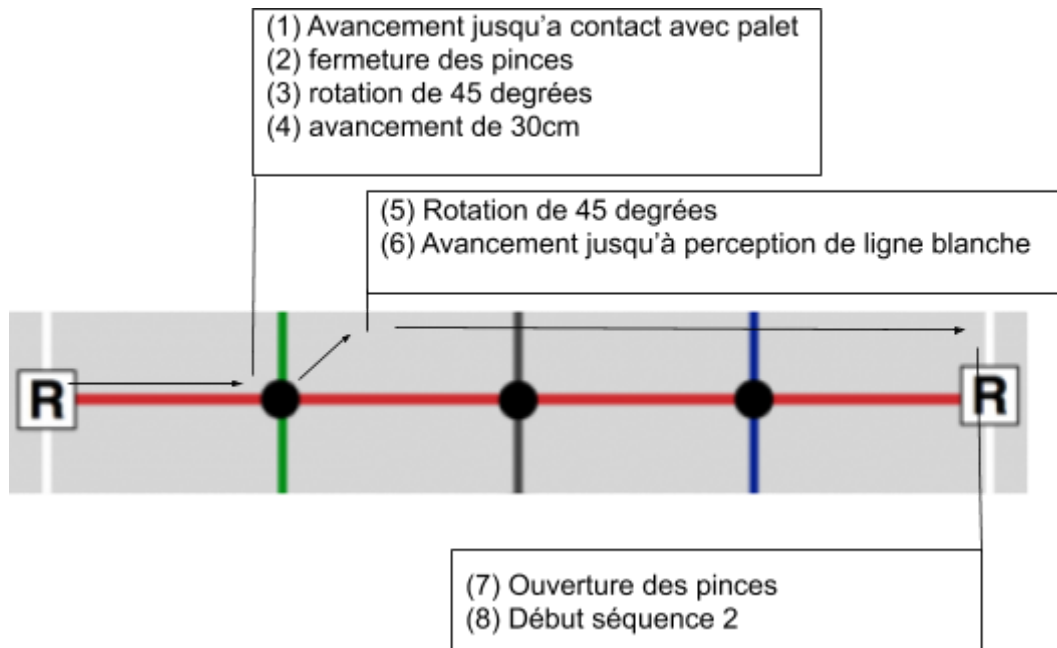 (1) Avancement jusqu'a contact avec palet
(2) fermeture des pinces
(3) rotation de 45 degrées
(4) avancement de 30cm
(5) Rotation de 45 degrées
(6) Avancement jusqu'à perception de ligne blanche
R
R
(7) Ouverture des pinces
(8) Début séquence 2